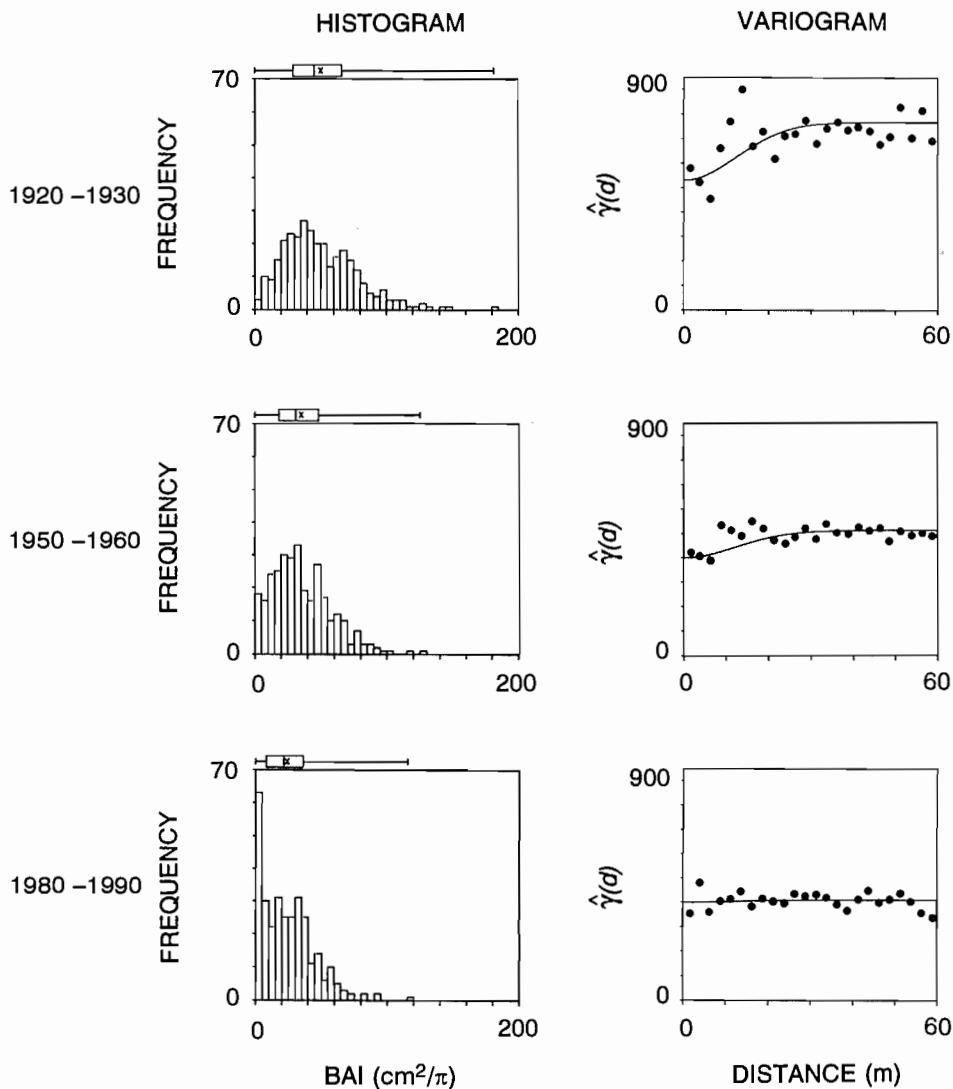 HISTOGRAM
VARIOGRAM
1920 –1930
FREQUENCY
70
0
0
200
γ̂(d)
900
0
0
60
1950 –1960
FREQUENCY
70
0
0
200
γ̂(d)
900
0
0
60
1980 –1990
FREQUENCY
70
0
0
200
BAI (cm²/π)
γ̂(d)
900
0
0
60
DISTANCE (m)